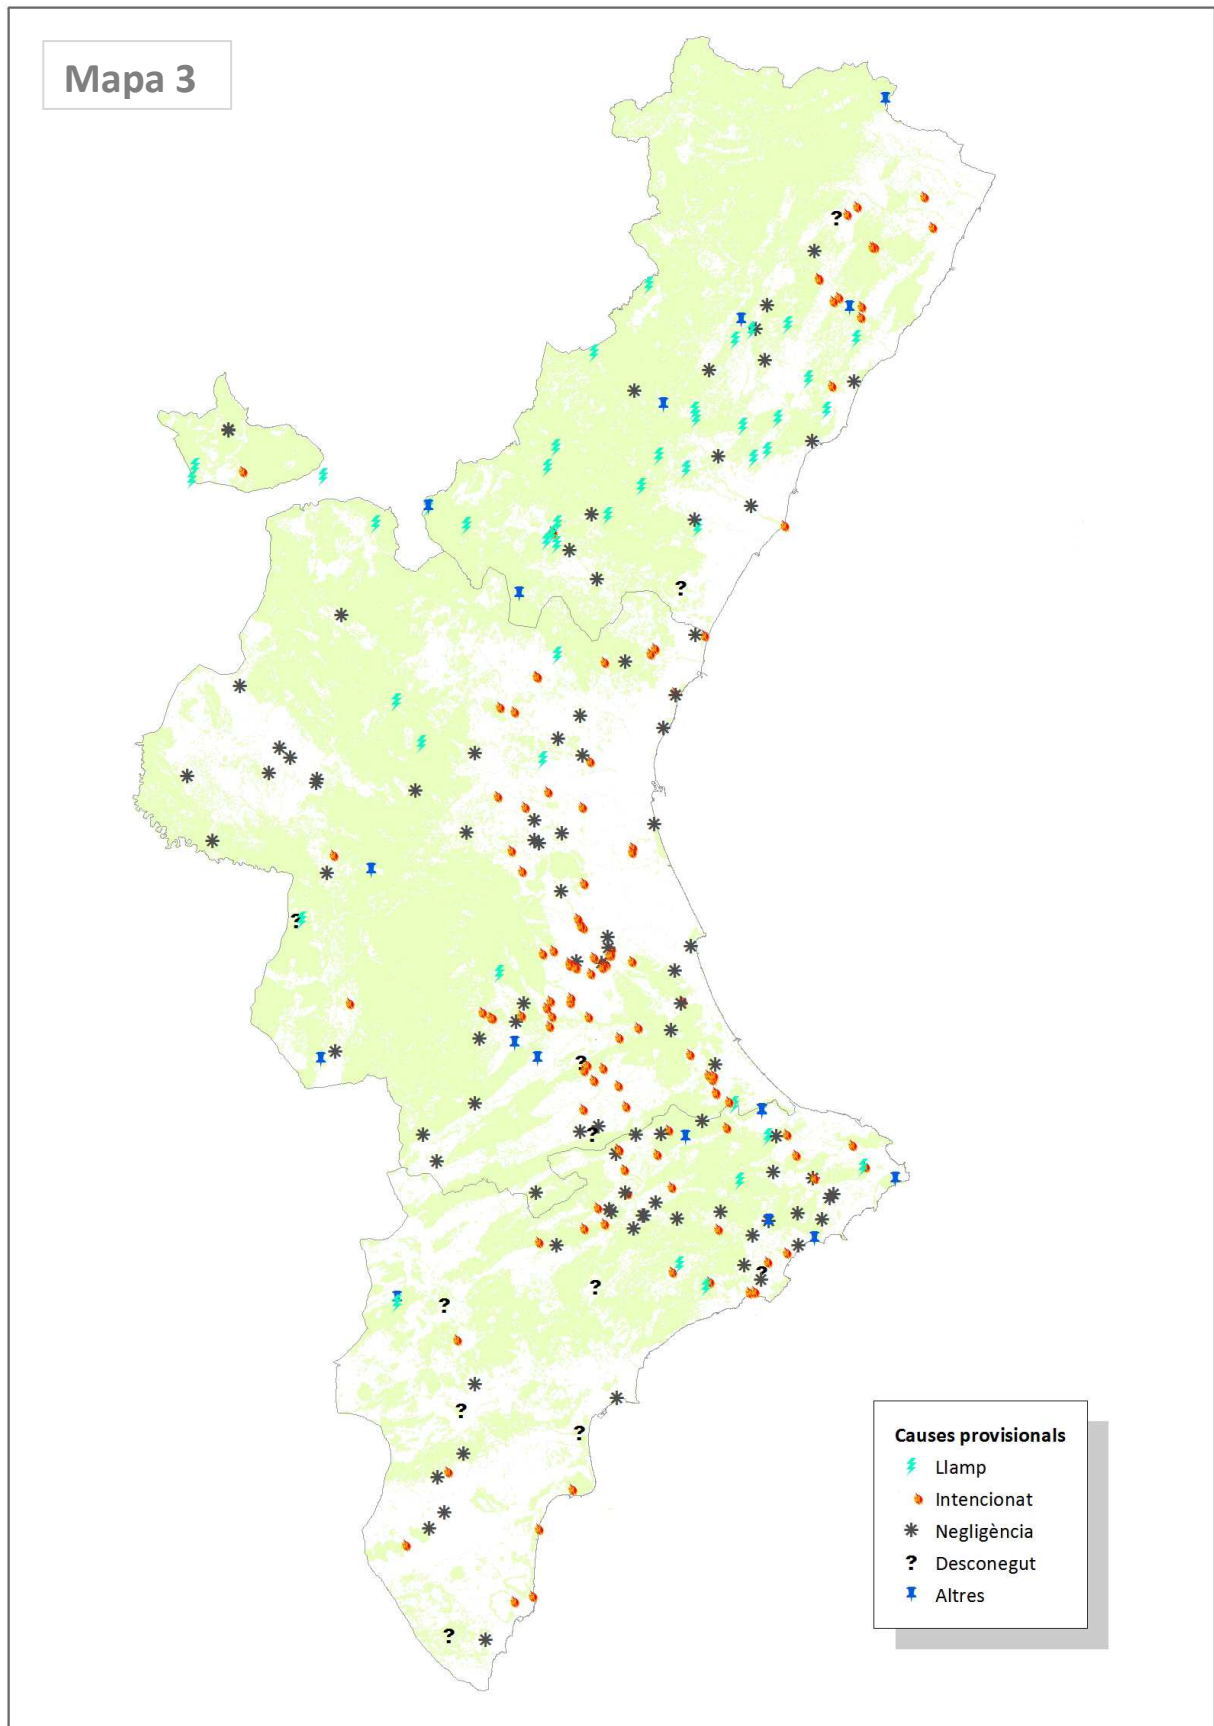 Mapa 3
Causes provisionals
Llamp
Intencionat
Negligència
? Desconegut
Altres